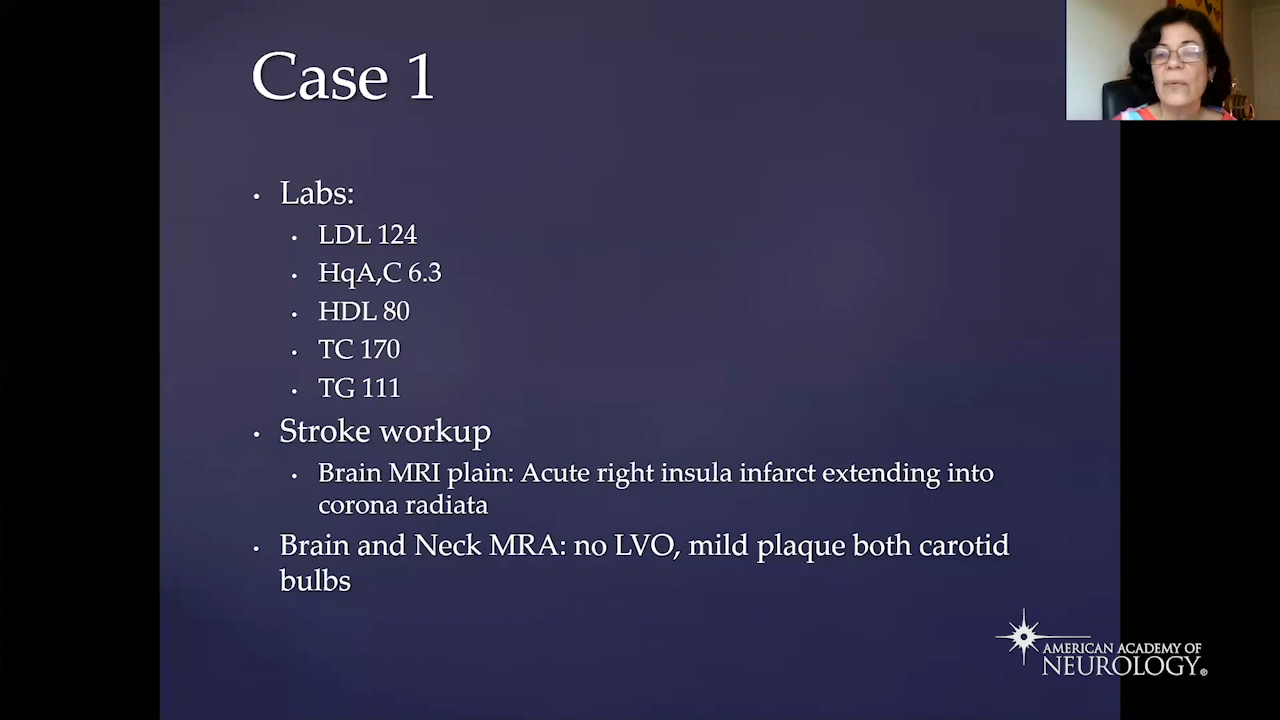 Case 1
• Labs:
• LDL 124
• HqA,C 6.3
• HDL 80
• TC 170
• TG 111
• Stroke workup
• Brain MRI plain: Acute right insula infarct extending into
corona radiata
• Brain and Neck MRA: no LVO, mild plaque both carotid
bulbs
AMERICAN ACADEMY OF
NEUROLOGY®